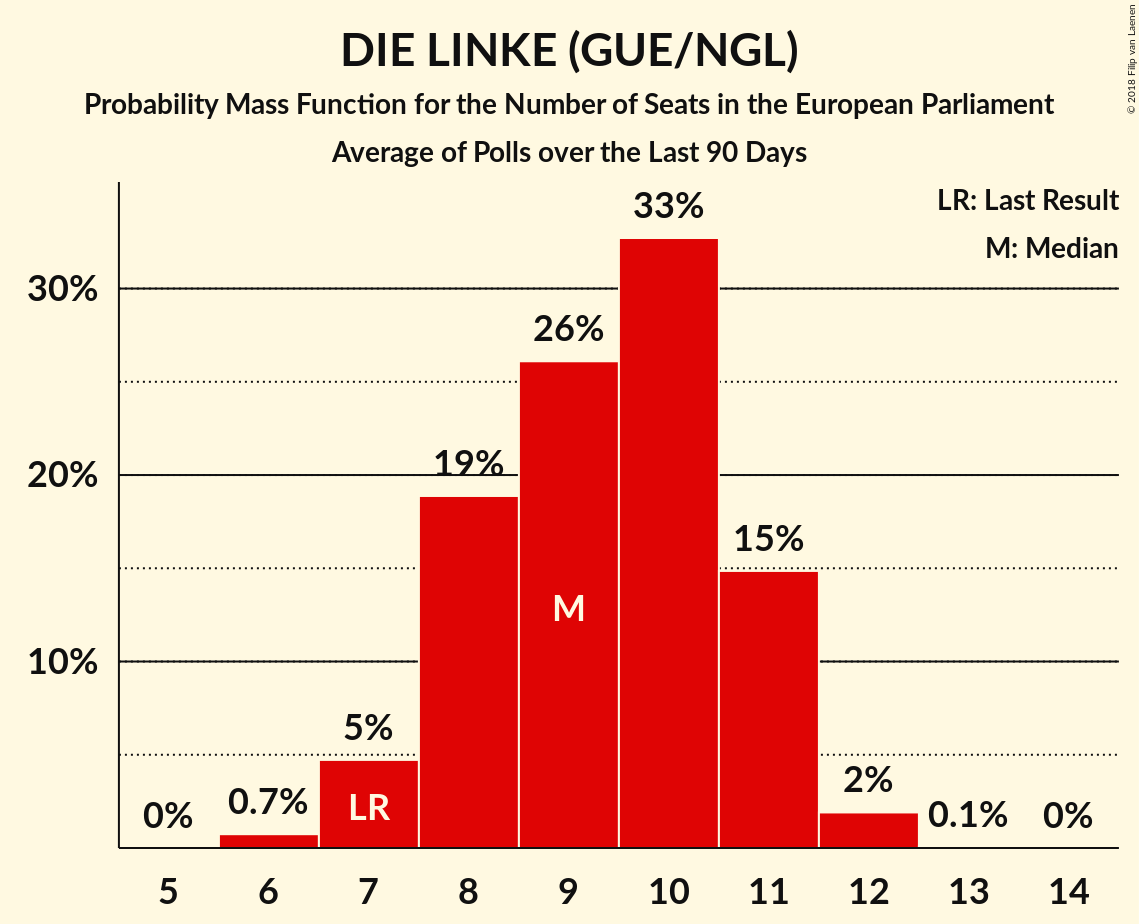 DIE LINKE (GUE/NGL)
Probability Mass Function for the Number of Seats in the European Parliament
Average of Polls over the Last 90 Days
© 2018 Filip van Laenen
LR: Last Result
M: Median
33%
30%
26%
19%
20%
15%
M
10%
5%
LR
2%
0%
0.7%
0.1%
0%
5 6 7 8 9 10 11 12 13 14